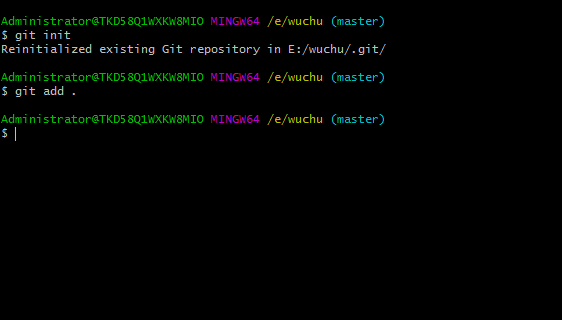 Administrator@TKD58Q1WXKW8MIO MINGW64 /e/wuchu (master)
$ git init
Reinitialized existing Git repository in E:/wuchu/.git/
Administrator@TKD58Q1WXKW8MIO MINGW64 /e/wuchu (master)
$ git add .
Administrator@TKD58Q1WXKW8MIO MINGW64 /e/wuchu (master)
$